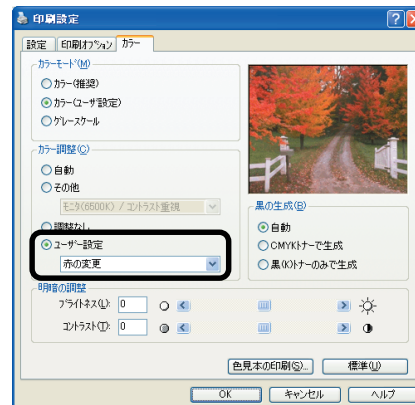 印刷設定
設定 印刷オプション カラー
カラーモード(M)
カラー(推奨)
カラー(ユーザ設定)
グレースケール
カラー調整(C)
自動
その他
モニタ(6500K) / コントラスト重視
調整なし
ユーザー設定
赤の変更
黒の生成(B)
自動
CMYKトナーで生成
黒(K)トナーのみで生成
明暗の調整
ブライトネス(L): 0
コントラスト(T): 0
色見本の印刷(S)... 標準(U)
OK キャンセル ヘルプ